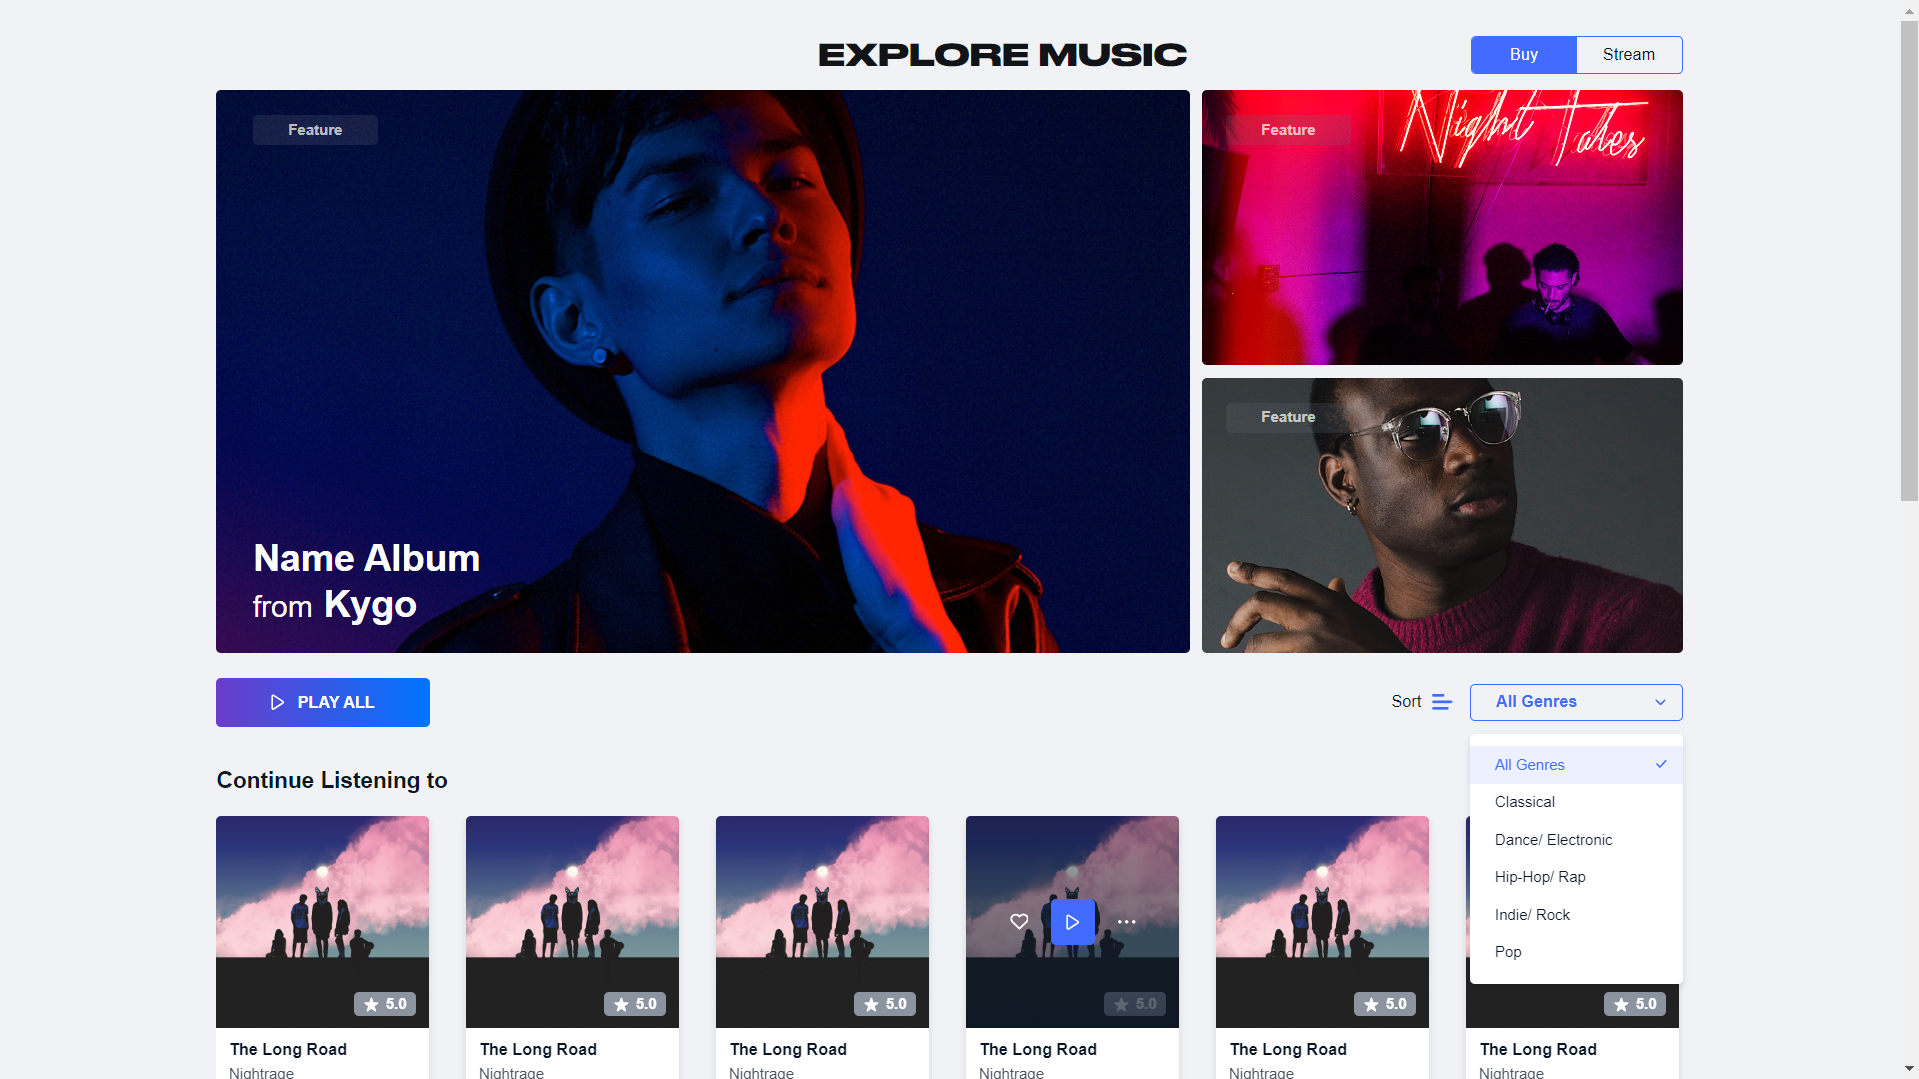 EXPLORE MUSIC
Buy
Stream
Feature
Name Album
from Kygo
Feature
Night Tales
Feature
PLAY ALL
Sort
All Genres
All Genres
Classical
Dance/ Electronic
Hip-Hop/ Rap
Indie/ Rock
Pop
Continue Listening to
5.0
The Long Road
Nightrage
5.0
The Long Road
Nightrage
5.0
The Long Road
Nightrage
5.0
The Long Road
Nightrage
5.0
The Long Road
Nightrage
5.0
The Long Road
Nightrage